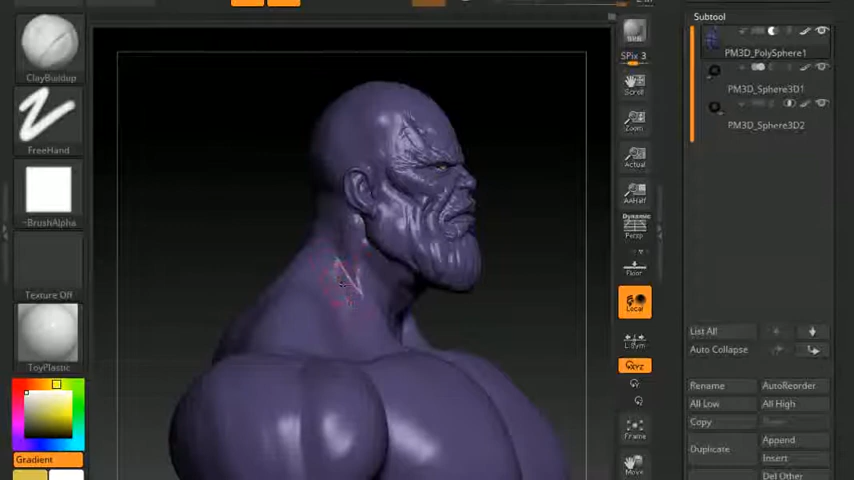 Subtool
PM3D_PolySphere1
PM3D_Sphere3D1
PM3D_Sphere3D2
ClayBuildup
FreeHand
~BrushAlpha
Texture Off
ToyPlastic
Gradient
SPix 3
Scroll
Zoom
Actual
AAHalf
Dynamic
Persp
Floor
Local
L.Sym
XYZ
Frame
Move
List All
Auto Collapse
Rename
AutoReorder
All Low
All High
Copy
Duplicate
Append
Insert
Del Other